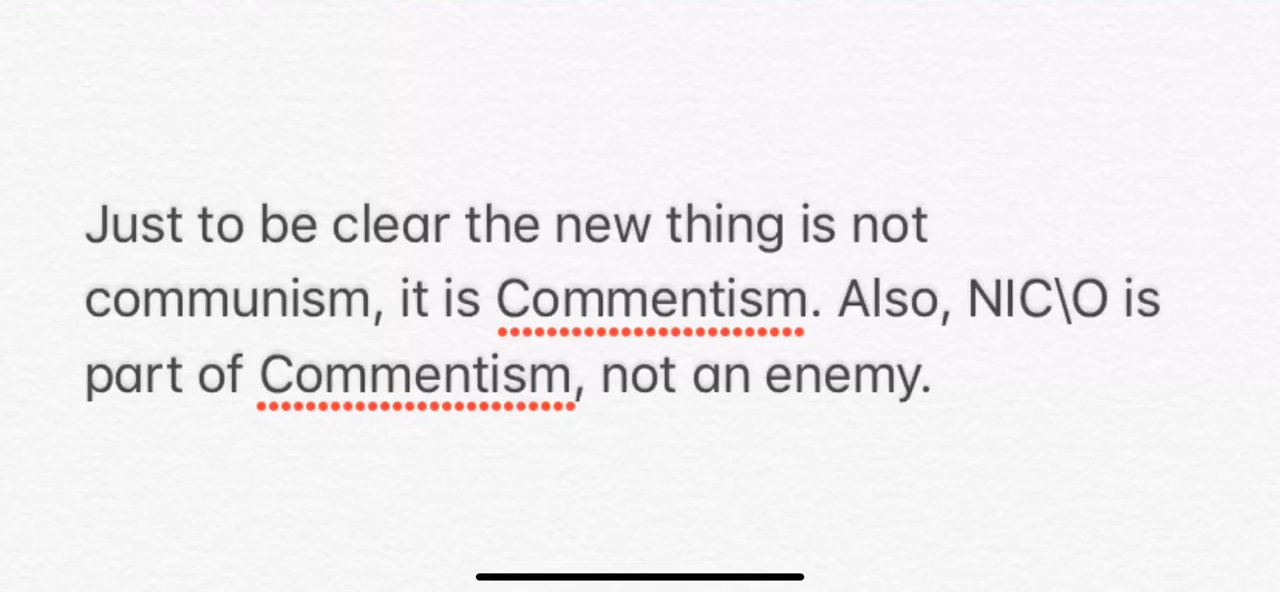 Just to be clear the new thing is not
communism, it is Commentism. Also, NIC\O is
part of Commentism, not an enemy.